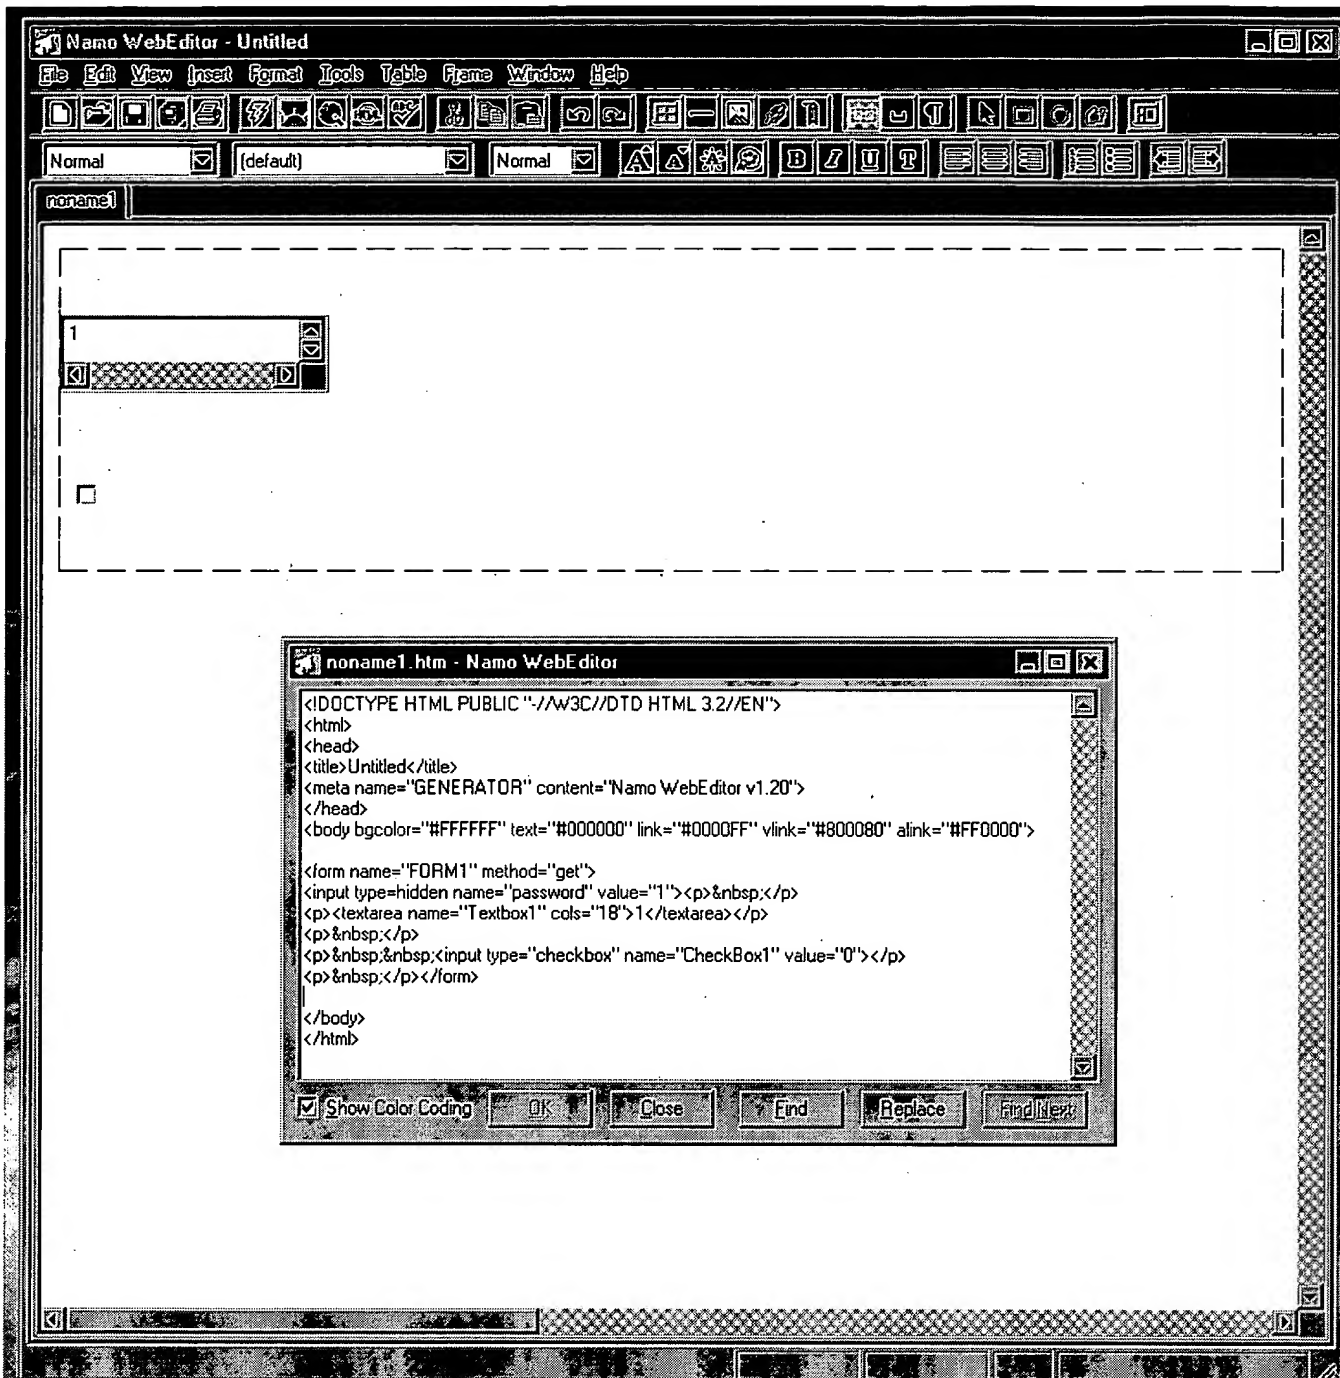 Namo WebEditor - Untitled
File Edit View Insert Format Tools Table Frame Window Help
Normal (default) Normal
noname1
1
noname1.htm - Namo WebEditor
<!DOCTYPE HTML PUBLIC "-//W3C//DTD HTML 3.2//EN">
<html>
<head>
<title>Untitled</title>
<meta name="GENERATOR" content="Namo WebEditor v1.20">
</head>
<body bgcolor="#FFFFFF" text="#000000" link="#0000FF" vlink="#800080" alink="#FF0000">
<form name="FORM1" method="get">
<input type=hidden name="password" value="1"><p>&nbsp;</p>
<p><textarea name="Textbox1" cols="18">1</textarea></p>
<p>&nbsp;</p>
<p>&nbsp;&nbsp;<input type="checkbox" name="CheckBox1" value="0"></p>
<p>&nbsp;</p></form>
</body>
</html>
Show Color Coding OK Close Find Replace Find Next